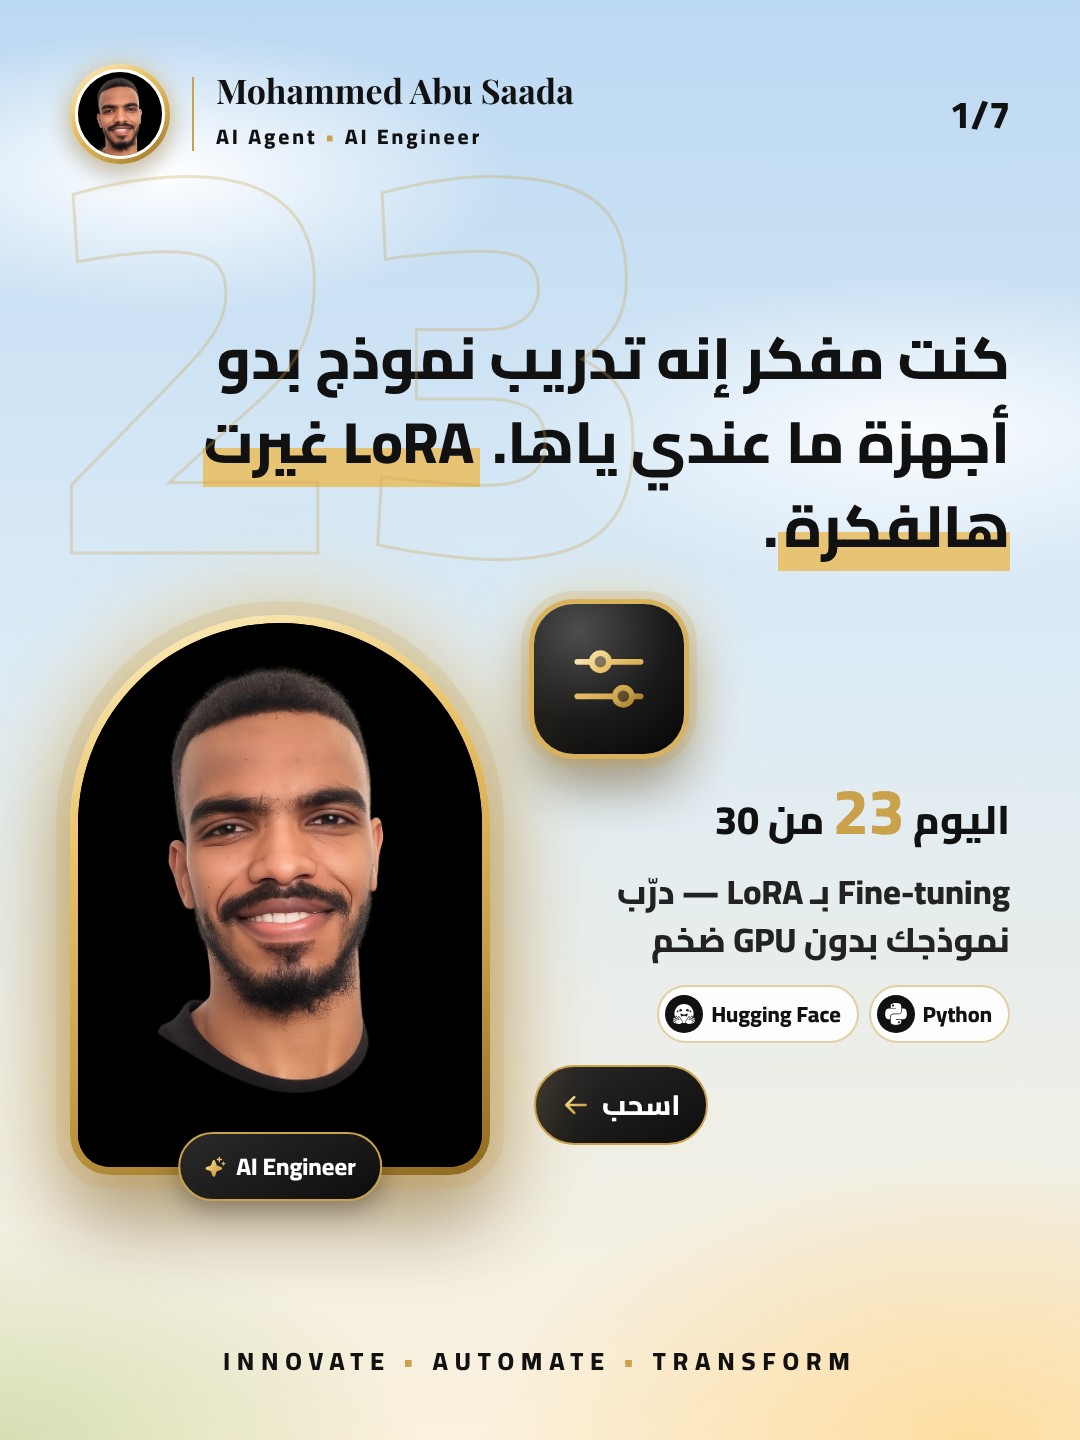 Mohammed Abu Saada
AI Agent ▪ AI Engineer
1/7
23
كنت مفكر إنه تدريب نموذج بدو
أجهزة ما عندي ياها. LoRA غيرت
هالفكرة.
اليوم 23 من 30
Fine-tuning بـ LoRA — درّب
نموذجك بدون GPU ضخم
Python
Hugging Face
اسحب ←
AI Engineer
INNOVATE ▪ AUTOMATE ▪ TRANSFORM